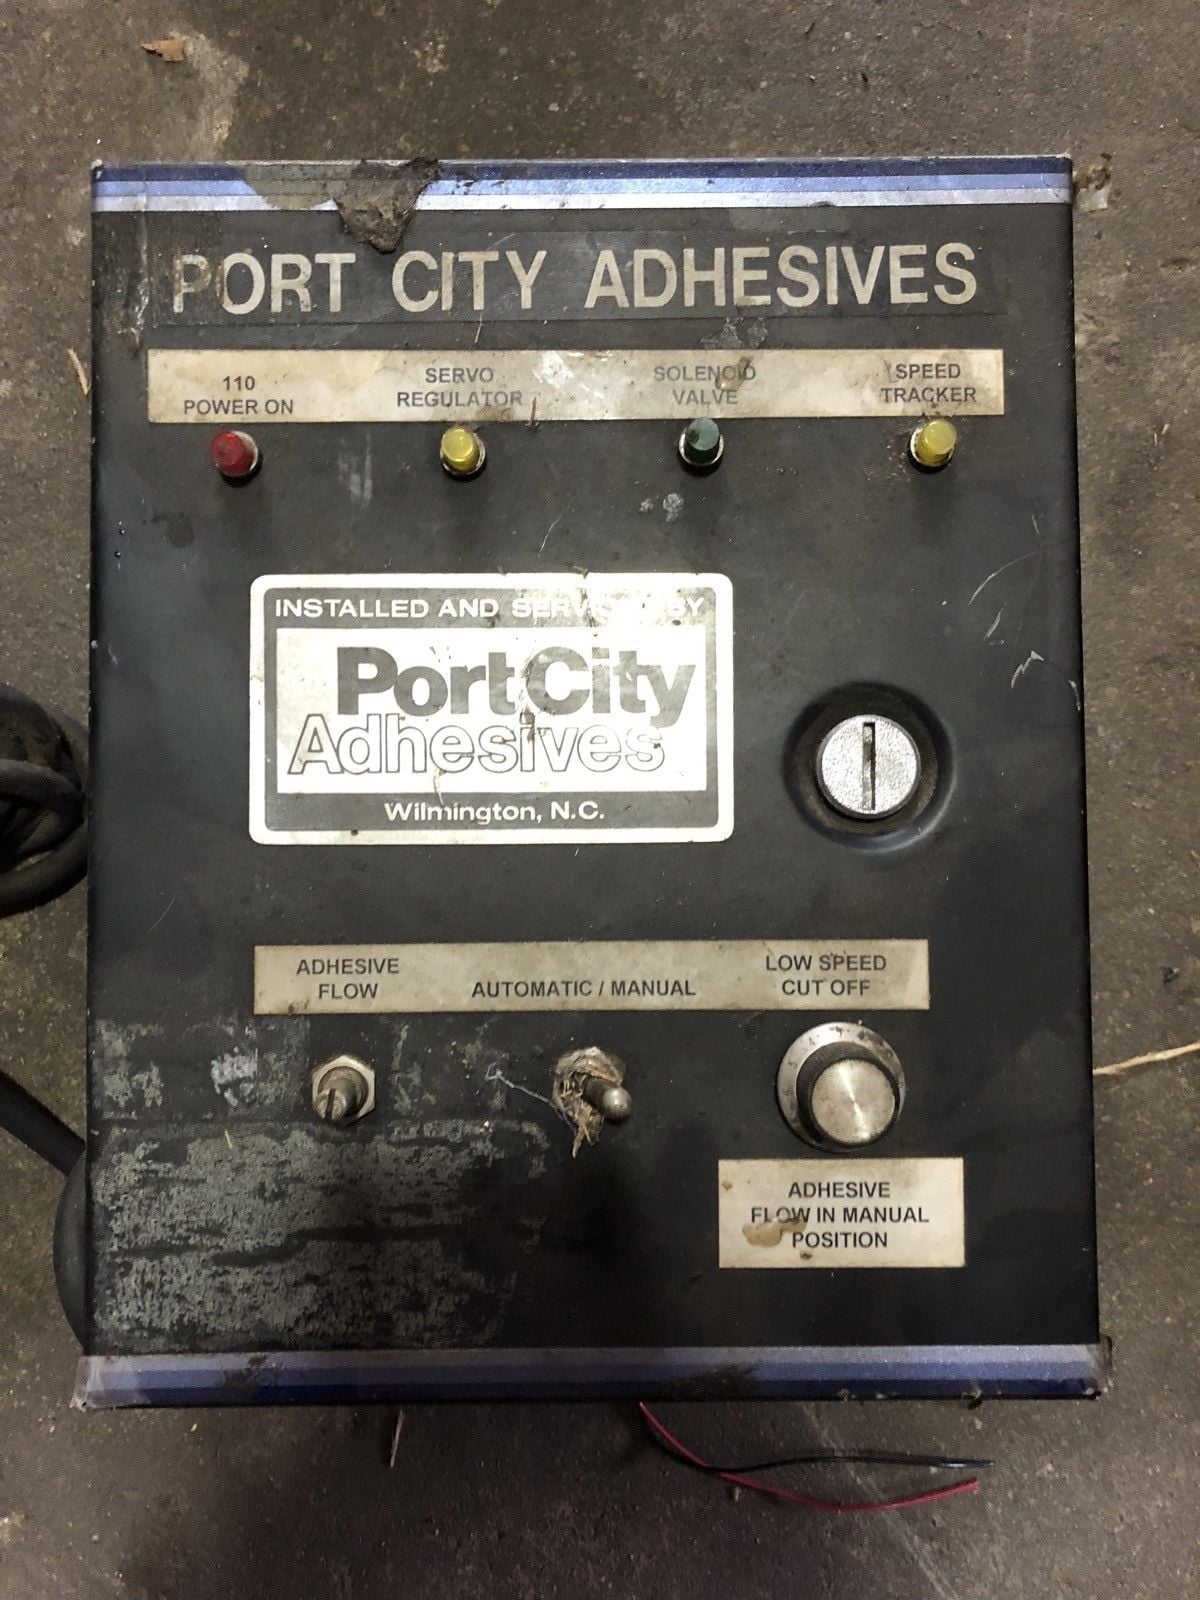 PORT CITY ADHESIVES
110
POWER ON
SERVO
REGULATOR
SOLENOID
VALVE
SPEED
TRACKER
INSTALLED AND BY
PortCity
Adhesives
Wilmington, N.C.
ADHESIVE
FLOW
AUTOMATIC / MANUAL
LOW SPEED
CUT OFF
ADHESIVE
FLOW IN MANUAL
POSITION